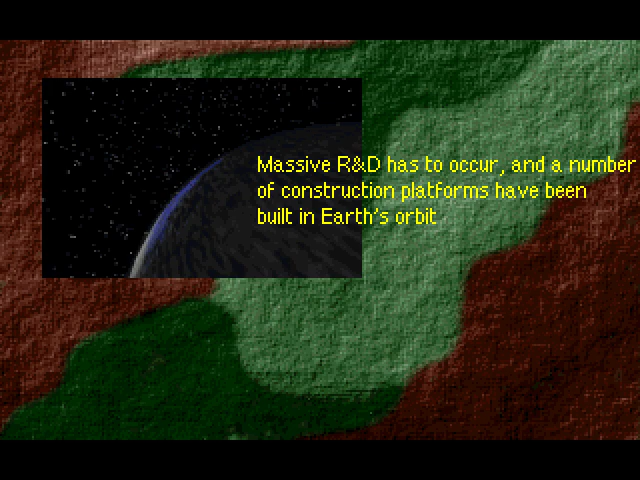 Massive R&D has to occur, and a number
of construction platforms have been
built in Earth's orbit